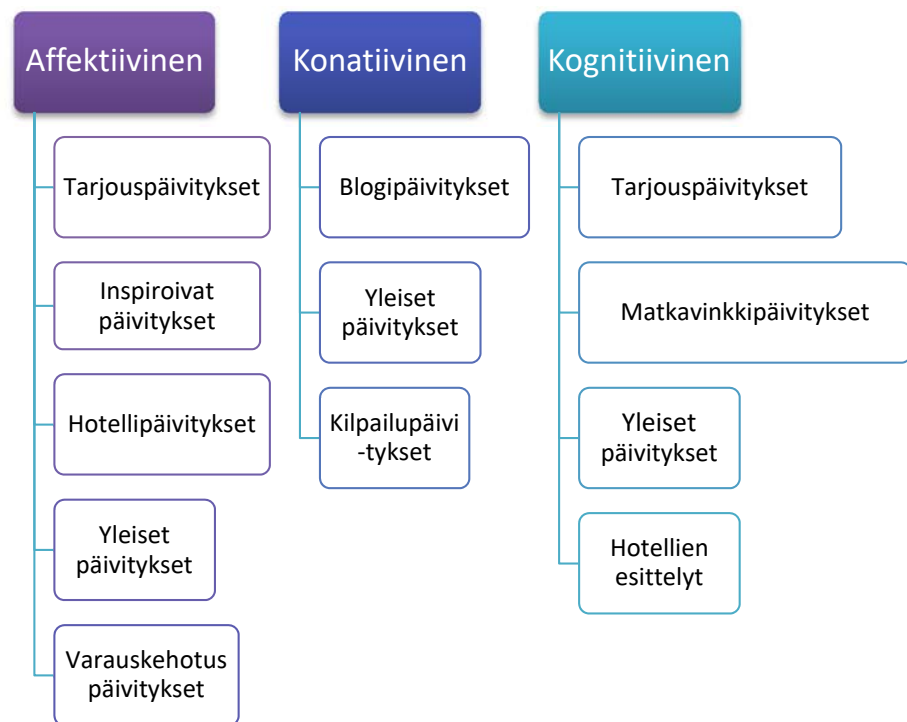 Affektiivinen
Tarjouspäivitykset
Inspiroivat
päivitykset
Hotellipäivitykset
Yleiset
päivitykset
Varauskehotus
päivitykset
Konatiivinen
Blogipäivitykset
Yleiset
päivitykset
Kilpailupäivi
-tykset
Kognitiivinen
Tarjouspäivitykset
Matkavinkkipäivitykset
Yleiset
päivitykset
Hotellien
esittelyt